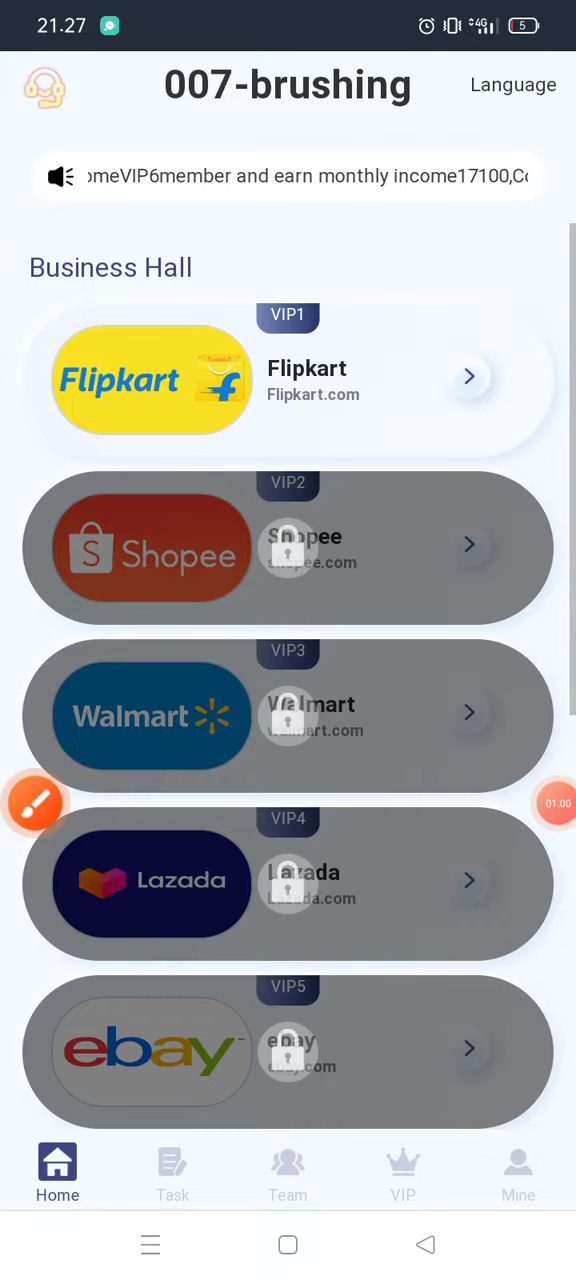 21.27
4G
5
007-brushing
Language
omeVIP6member and earn monthly income17100,Co
Business Hall
VIP1
Flipkart
Flipkart
Flipkart.com
VIP2
Shopee
Shopee
shopee.com
VIP3
Walmart
Walmart
walmart.com
01.00
VIP4
Lazada
Lazada
Lazada.com
VIP5
ebay
ebay
ebay.com
Home
Task
Team
VIP
Mine